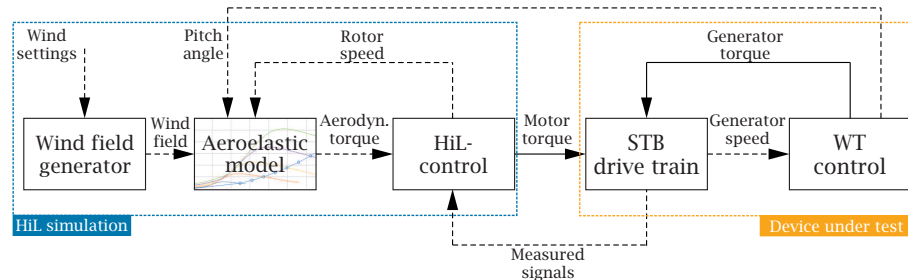 Wind
settings
Pitch
angle
Rotor
speed
Generator
torque
Wind field
generator
Wind
field
Aeroelastic
model
Aerodyn.
torque
HiL-
control
Motor
torque
STB
drive train
Generator
speed
WT
control
HiL simulation
Device under test
Measured
signals